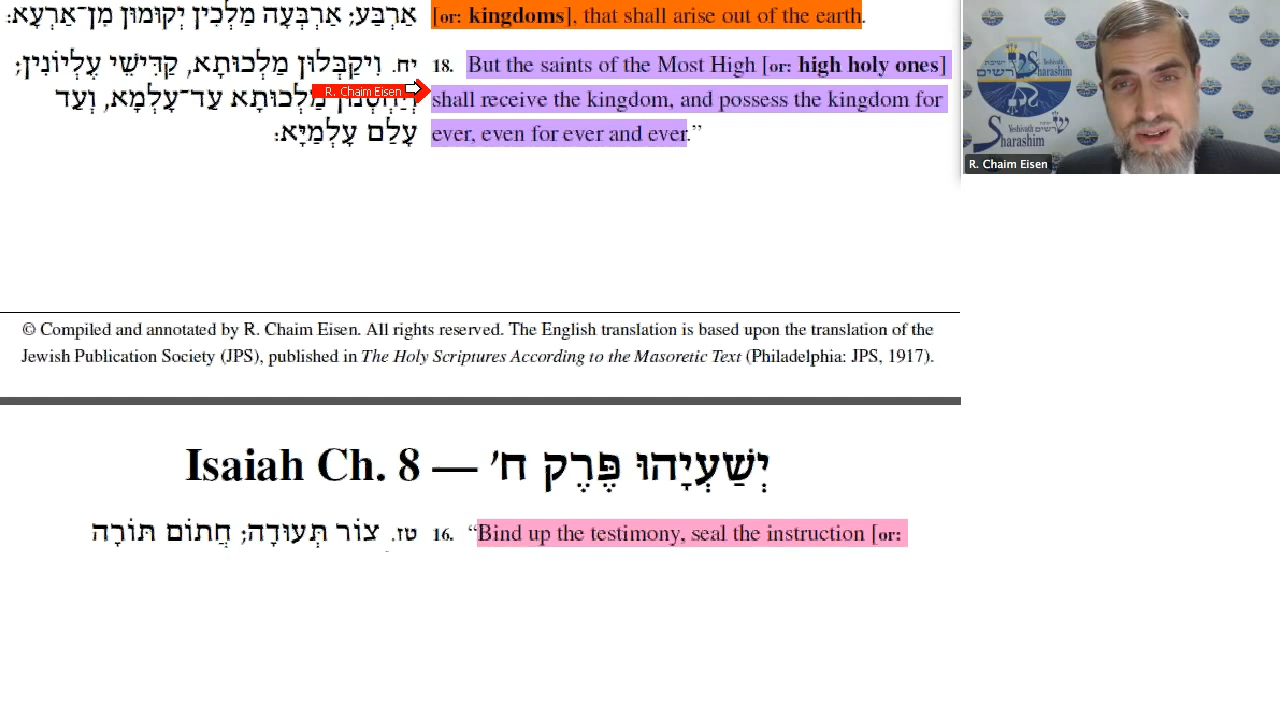 אַרְבַּע; אַרְבְּעָה מַלְכִין יְקוּמוּן מִן־אַרְעָא: [or: kingdoms], that shall arise out of the earth.
יח. וִיקַבְּלוּן מַלְכוּתָא, קַדִּישֵׁי עֶלְיוֹנִין; 18. But the saints of the Most High [or: high holy ones]
מַלְכוּתָא עַד־עָלְמָא, וְעַד shall receive the kingdom, and possess the kingdom for
עָלַם עָלְמַיָּא: ever, even for ever and ever.”
R. Chaim Eisen
© Compiled and annotated by R. Chaim Eisen. All rights reserved. The English translation is based upon the translation of the
Jewish Publication Society (JPS), published in The Holy Scriptures According to the Masoretic Text (Philadelphia: JPS, 1917).
Isaiah Ch. 8 — יְשַׁעְיָהוּ פֶּרֶק ח׳
טז. צוֹר תְּעוּדָה; חֲתוֹם תּוֹרָה 16. “Bind up the testimony, seal the instruction [or:
Yeshivath
Sharashim
R. Chaim Eisen